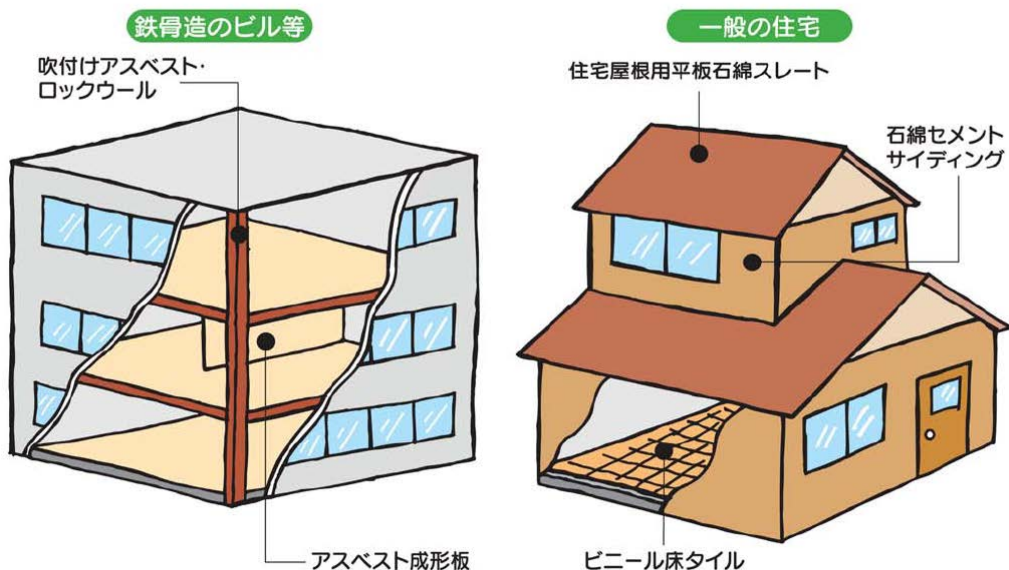 鉄骨造のビル等
吹付けアスベスト・
ロックウール
アスベスト成形板
一般の住宅
住宅屋根用平板石綿スレート
石綿セメント
サイディング
ビニール床タイル